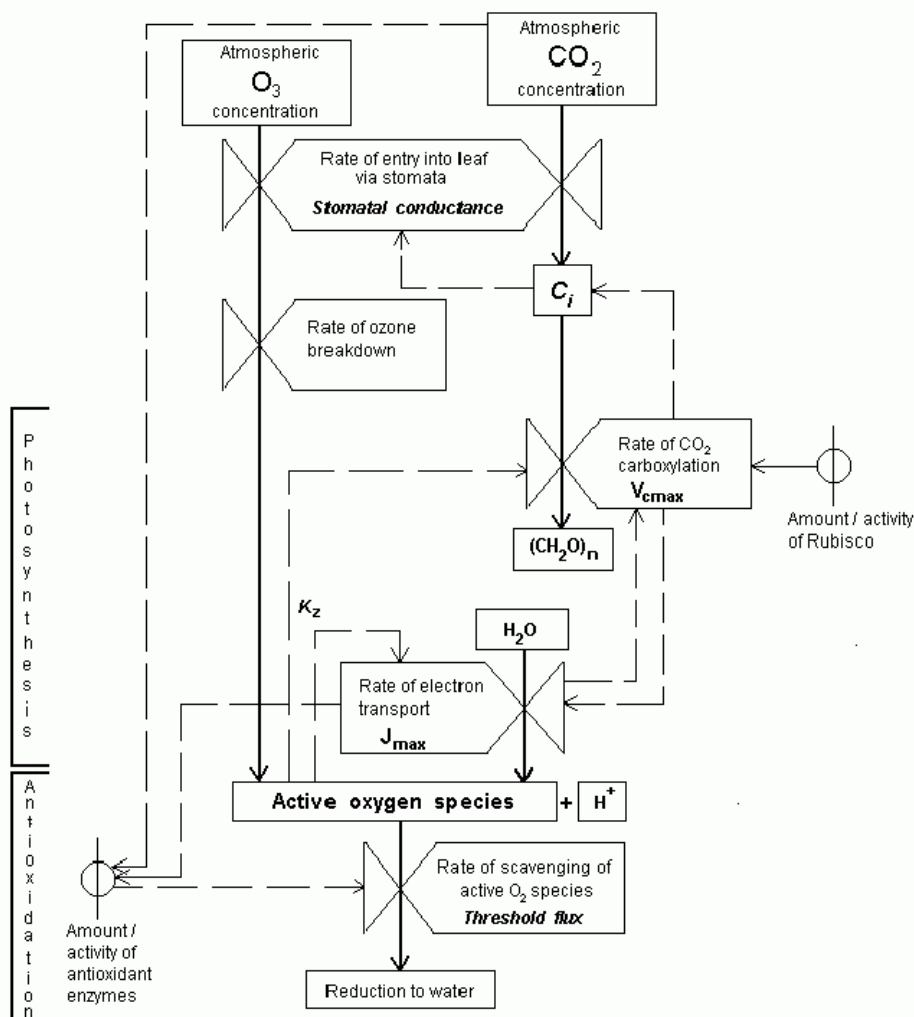 Atmospheric
O3
concentration
Atmospheric
CO2
concentration
Rate of entry into leaf
via stomata
Stomatal conductance
Ci
Rate of ozone
breakdown
Photosynthesis
Rate of CO2
carboxylation
Vcmax
Amount / activity
of Rubisco
(CH2O)n
Kz
H2O
Rate of electron
transport
Jmax
Antioxidation
Active oxygen species + H+
Rate of scavenging of
active O2 species
Threshold flux
Amount /
activity of
antioxidant
enzymes
Reduction to water